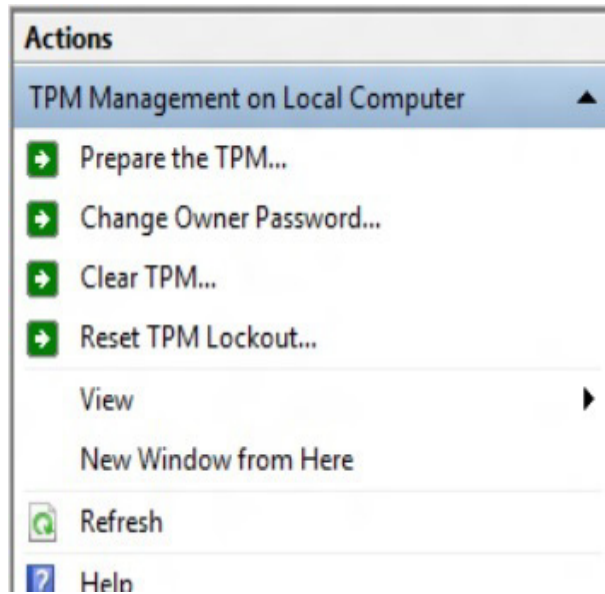 Actions
TPM Management on Local Computer
Prepare the TPM...
Change Owner Password...
Clear TPM...
Reset TPM Lockout...
View
New Window from Here
Refresh
Help